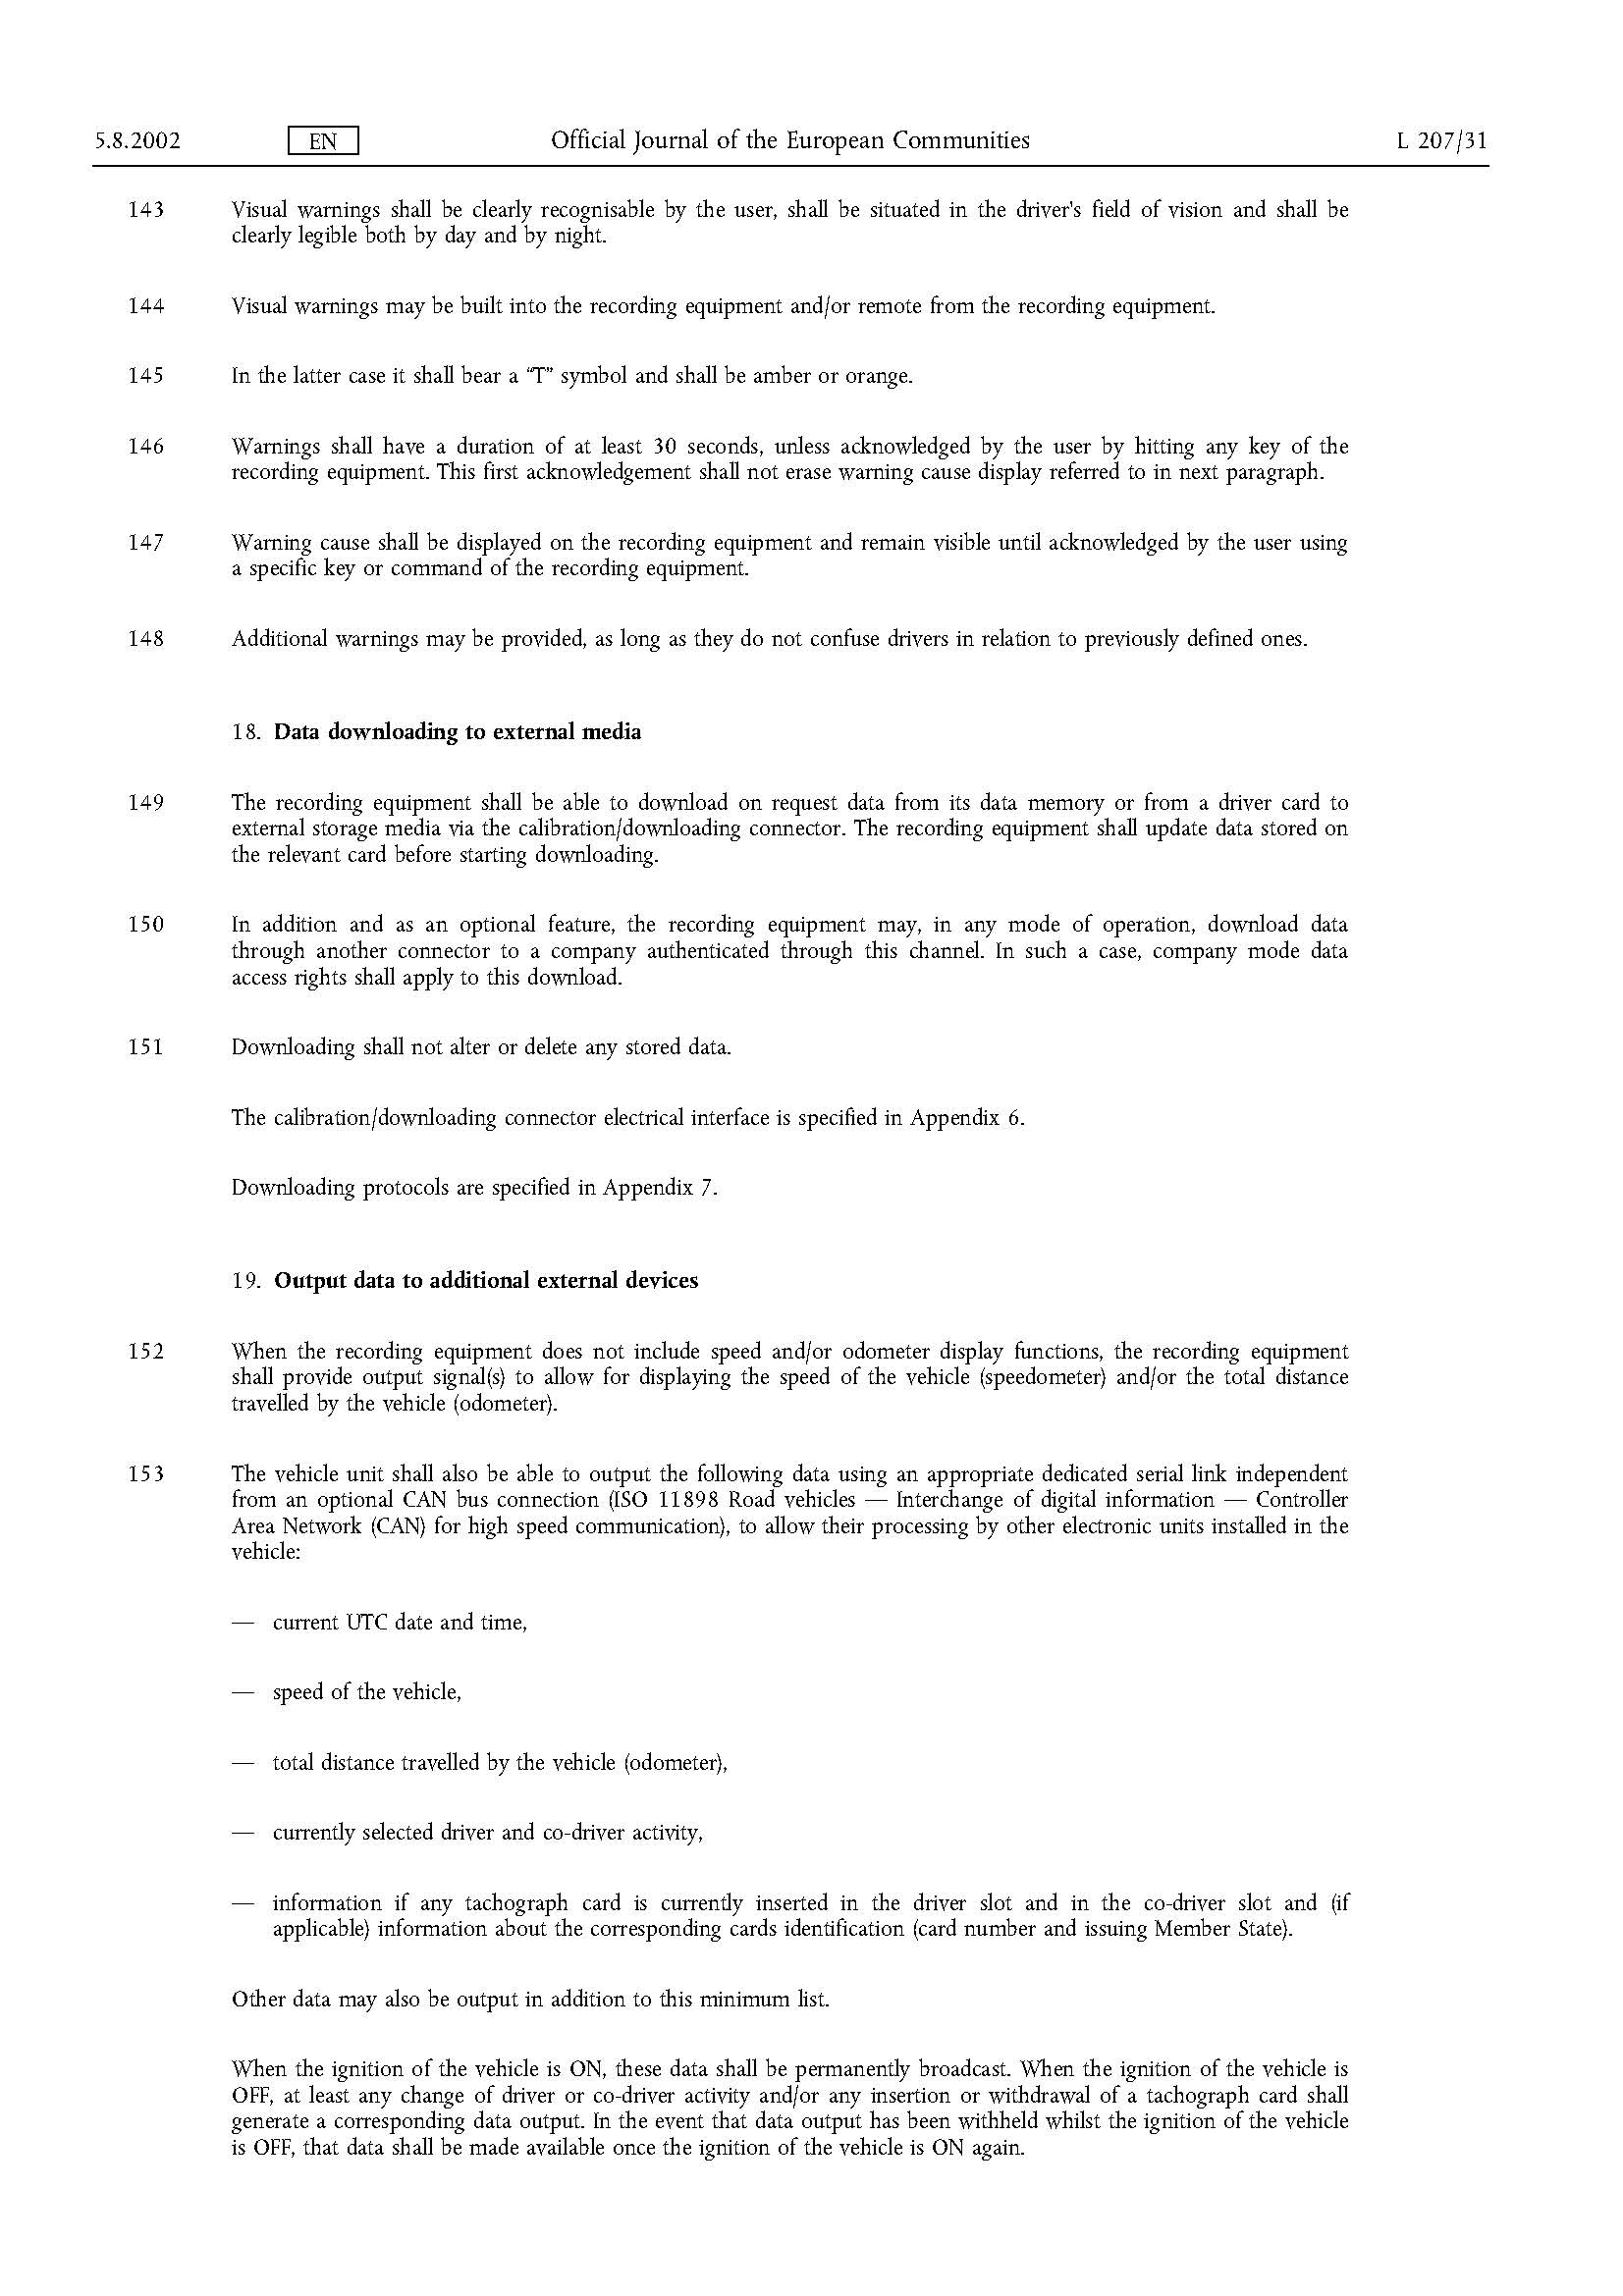 5.8.2002 EN Official Journal of the European Communities L 207/31
143 Visual warnings shall be clearly recognisable by the user, shall be situated in the driver's field of vision and shall be
clearly legible both by day and by night.
144 Visual warnings may be built into the recording equipment and/or remote from the recording equipment.
145 In the latter case it shall bear a “T” symbol and shall be amber or orange.
146 Warnings shall have a duration of at least 30 seconds, unless acknowledged by the user by hitting any key of the
recording equipment. This first acknowledgement shall not erase warning cause display referred to in next paragraph.
147 Warning cause shall be displayed on the recording equipment and remain visible until acknowledged by the user using
a specific key or command of the recording equipment.
148 Additional warnings may be provided, as long as they do not confuse drivers in relation to previously defined ones.
18. Data downloading to external media
149 The recording equipment shall be able to download on request data from its data memory or from a driver card to
external storage media via the calibration/downloading connector. The recording equipment shall update data stored on
the relevant card before starting downloading.
150 In addition and as an optional feature, the recording equipment may, in any mode of operation, download data
through another connector to a company authenticated through this channel. In such a case, company mode data
access rights shall apply to this download.
151 Downloading shall not alter or delete any stored data.
The calibration/downloading connector electrical interface is specified in Appendix 6.
Downloading protocols are specified in Appendix 7.
19. Output data to additional external devices
152 When the recording equipment does not include speed and/or odometer display functions, the recording equipment
shall provide output signal(s) to allow for displaying the speed of the vehicle (speedometer) and/or the total distance
travelled by the vehicle (odometer).
153 The vehicle unit shall also be able to output the following data using an appropriate dedicated serial link independent
from an optional CAN bus connection (ISO 11898 Road vehicles — Interchange of digital information — Controller
Area Network (CAN) for high speed communication), to allow their processing by other electronic units installed in the
vehicle:
— current UTC date and time,
— speed of the vehicle,
— total distance travelled by the vehicle (odometer),
— currently selected driver and co-driver activity,
— information if any tachograph card is currently inserted in the driver slot and in the co-driver slot and (if
applicable) information about the corresponding cards identification (card number and issuing Member State).
Other data may also be output in addition to this minimum list.
When the ignition of the vehicle is ON, these data shall be permanently broadcast. When the ignition of the vehicle is
OFF, at least any change of driver or co-driver activity and/or any insertion or withdrawal of a tachograph card shall
generate a corresponding data output. In the event that data output has been withheld whilst the ignition of the vehicle
is OFF, that data shall be made available once the ignition of the vehicle is ON again.